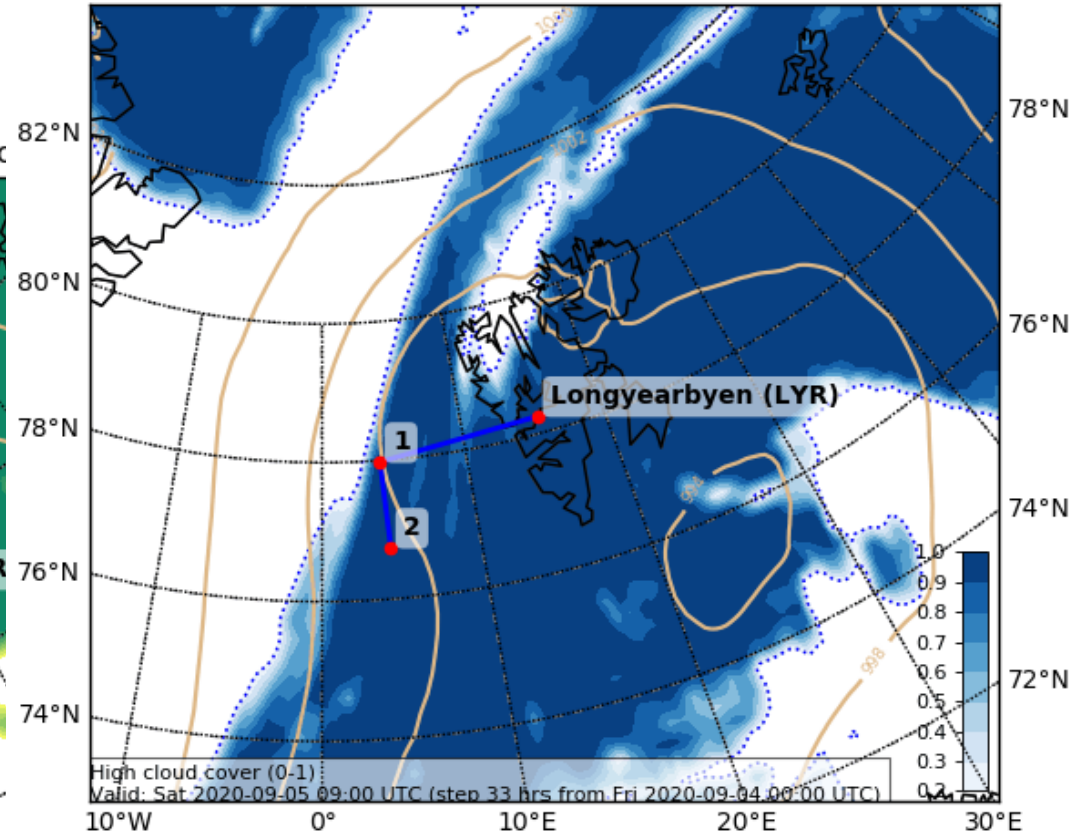 1002
82°N
78°N
Longyearbyen (LYR)
1
2
80°N
76°N
78°N
74°N
994
76°N
1.0
0.9
0.8
0.7
0.6
0.5
0.4
0.3
0.2
998
72°N
74°N
High cloud cover (0-1)
Valid: Sat 2020-09-05 09:00 UTC (step 33 hrs from Fri 2020-09-04 00:00 UTC)
10°W
0°
10°E
20°E
30°E